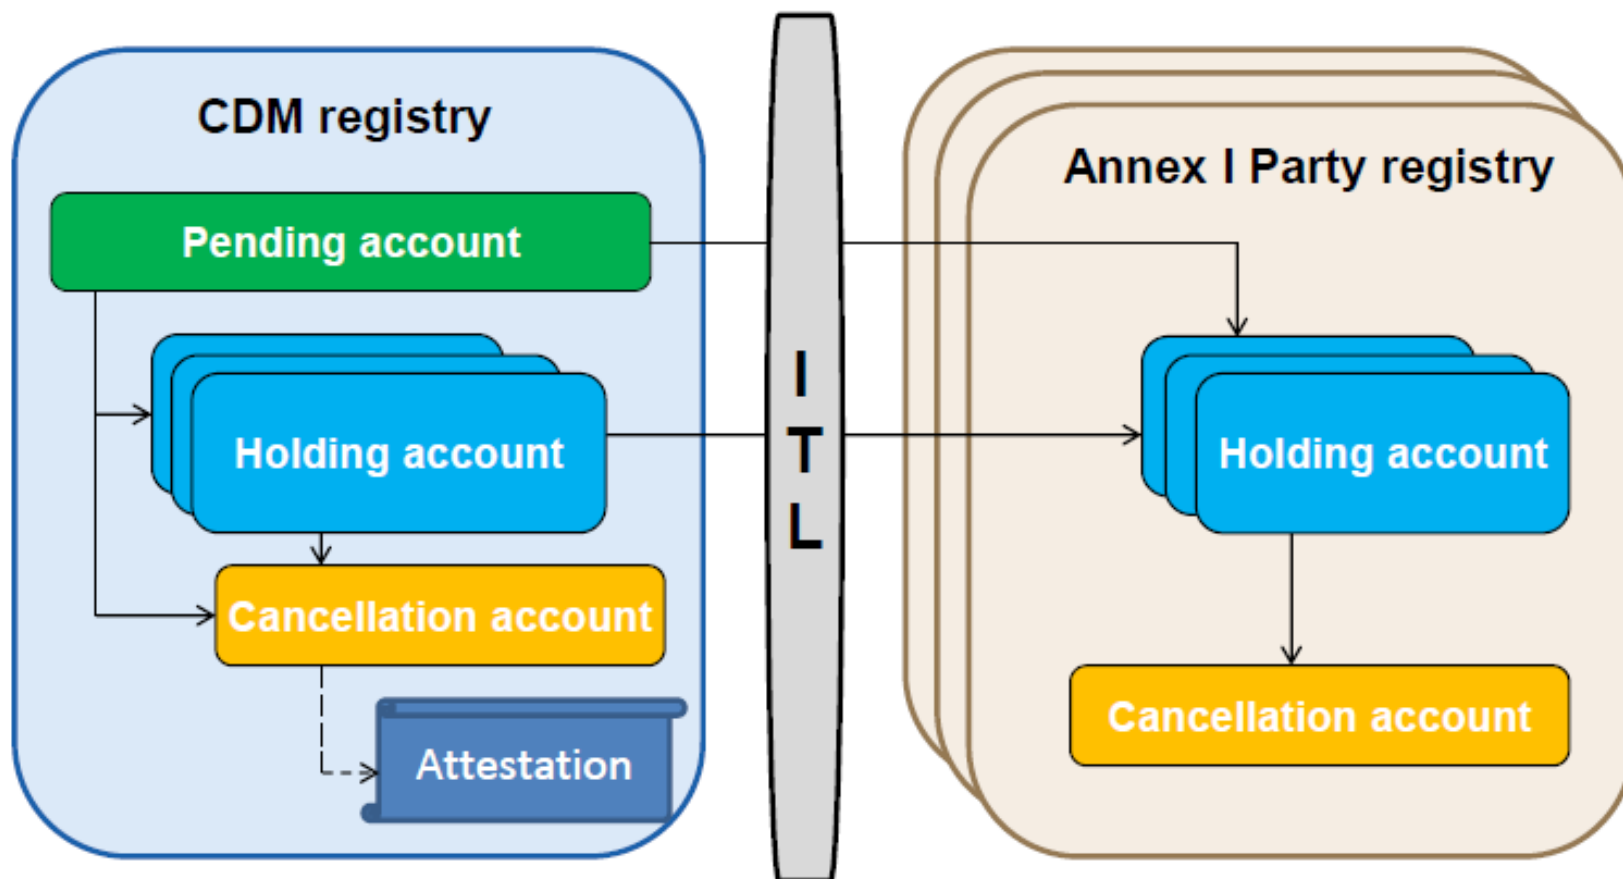 CDM registry
Pending account
Holding account
Cancellation account
Attestation
I
T
L
Annex I Party registry
Holding account
Cancellation account